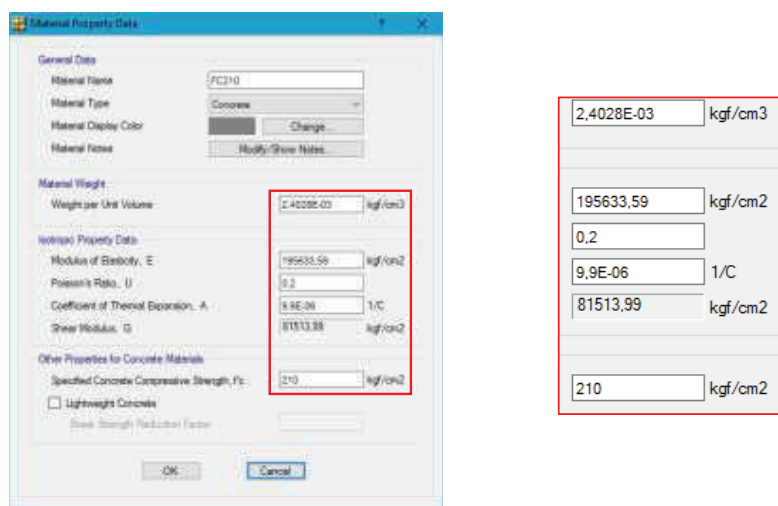 Material Property Data ? ×
General Data
Material Name FC210
Material Type Concrete
Material Display Color Change...
Material Notes Modify/Show Notes...
Material Weight
Weight per Unit Volume 2,4028E-03 kgf/cm3
Isotropic Property Data
Modulus of Elasticity, E 195633,59 kgf/cm2
Poisson's Ratio, U 0,2
Coefficient of Thermal Expansion, A 9,9E-06 1/C
Shear Modulus, G 81513,99 kgf/cm2
Other Properties for Concrete Materials
Specified Concrete Compressive Strength, f'c 210 kgf/cm2
Lightweight Concrete
Shear Strength Reduction Factor
OK Cancel
2,4028E-03 kgf/cm3
195633,59 kgf/cm2
0,2
9,9E-06 1/C
81513,99 kgf/cm2
210 kgf/cm2